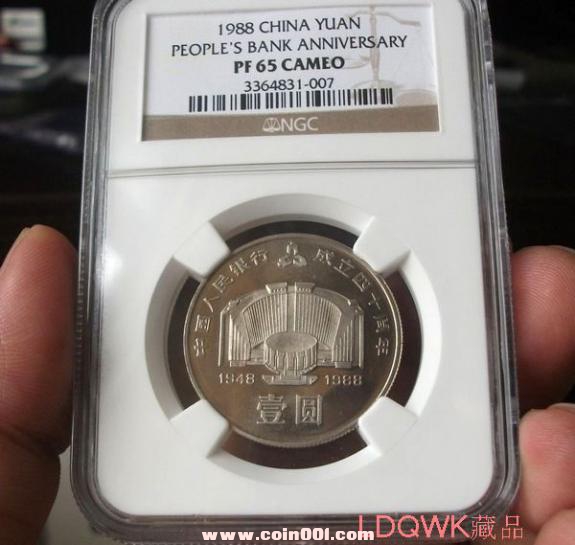 1988 CHINA YUAN
PEOPLE'S BANK ANNIVERSARY
PF 65 CAMEO
3364831-007
NGC
中国人民银行 成立四十周年
1948 1988
壹圆
www.coin001.com
LDQWK藏品